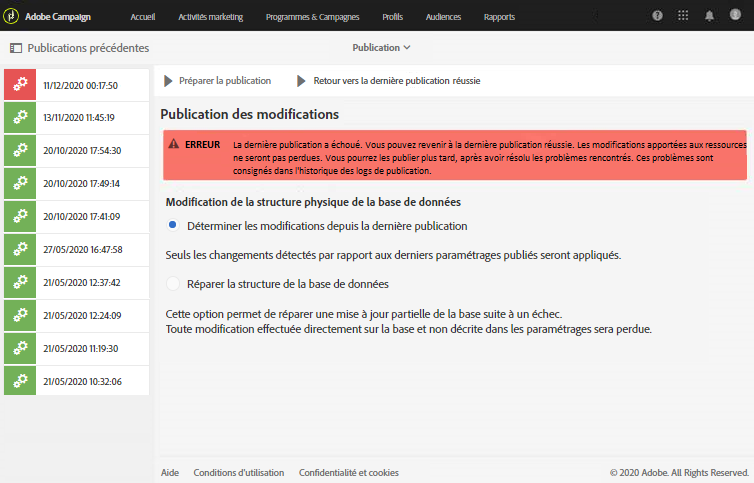 Adobe Campaign Accueil Activités marketing Programmes & Campagnes Profils Audiences Rapports
Publications précédentes Publication
11/12/2020 00:17:50
13/11/2020 11:45:19
20/10/2020 17:54:30
20/10/2020 17:49:14
20/10/2020 17:41:09
27/05/2020 16:47:58
21/05/2020 12:37:42
21/05/2020 12:24:09
21/05/2020 11:19:30
21/05/2020 10:32:06
Préparer la publication Retour vers la dernière publication réussie
Publication des modifications
ERREUR La dernière publication a échoué. Vous pouvez revenir à la dernière publication réussie. Les modifications apportées aux ressources
ne seront pas perdues. Vous pourrez les publier plus tard, après avoir résolu les problèmes rencontrés. Ces problèmes sont
consignés dans l'historique des logs de publication.
Modification de la structure physique de la base de données
Déterminer les modifications depuis la dernière publication
Seuls les changements détectés par rapport aux derniers paramétrages publiés seront appliqués.
Réparer la structure de la base de données
Cette option permet de réparer une mise à jour partielle de la base suite à un échec.
Toute modification effectuée directement sur la base et non décrite dans les paramétrages sera perdue.
Aide Conditions d'utilisation Confidentialité et cookies © 2020 Adobe. All Rights Reserved.